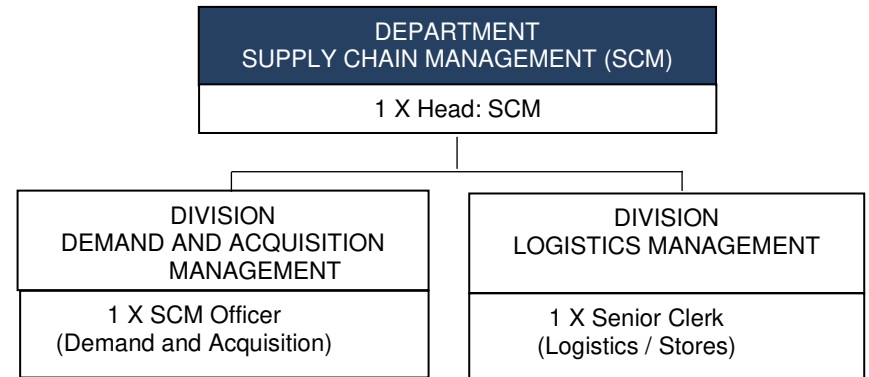 DEPARTMENT
SUPPLY CHAIN MANAGEMENT (SCM)
1 X Head: SCM
DIVISION
DEMAND AND ACQUISITION
MANAGEMENT
1 X SCM Officer
(Demand and Acquisition)
DIVISION
LOGISTICS MANAGEMENT
1 X Senior Clerk
(Logistics / Stores)